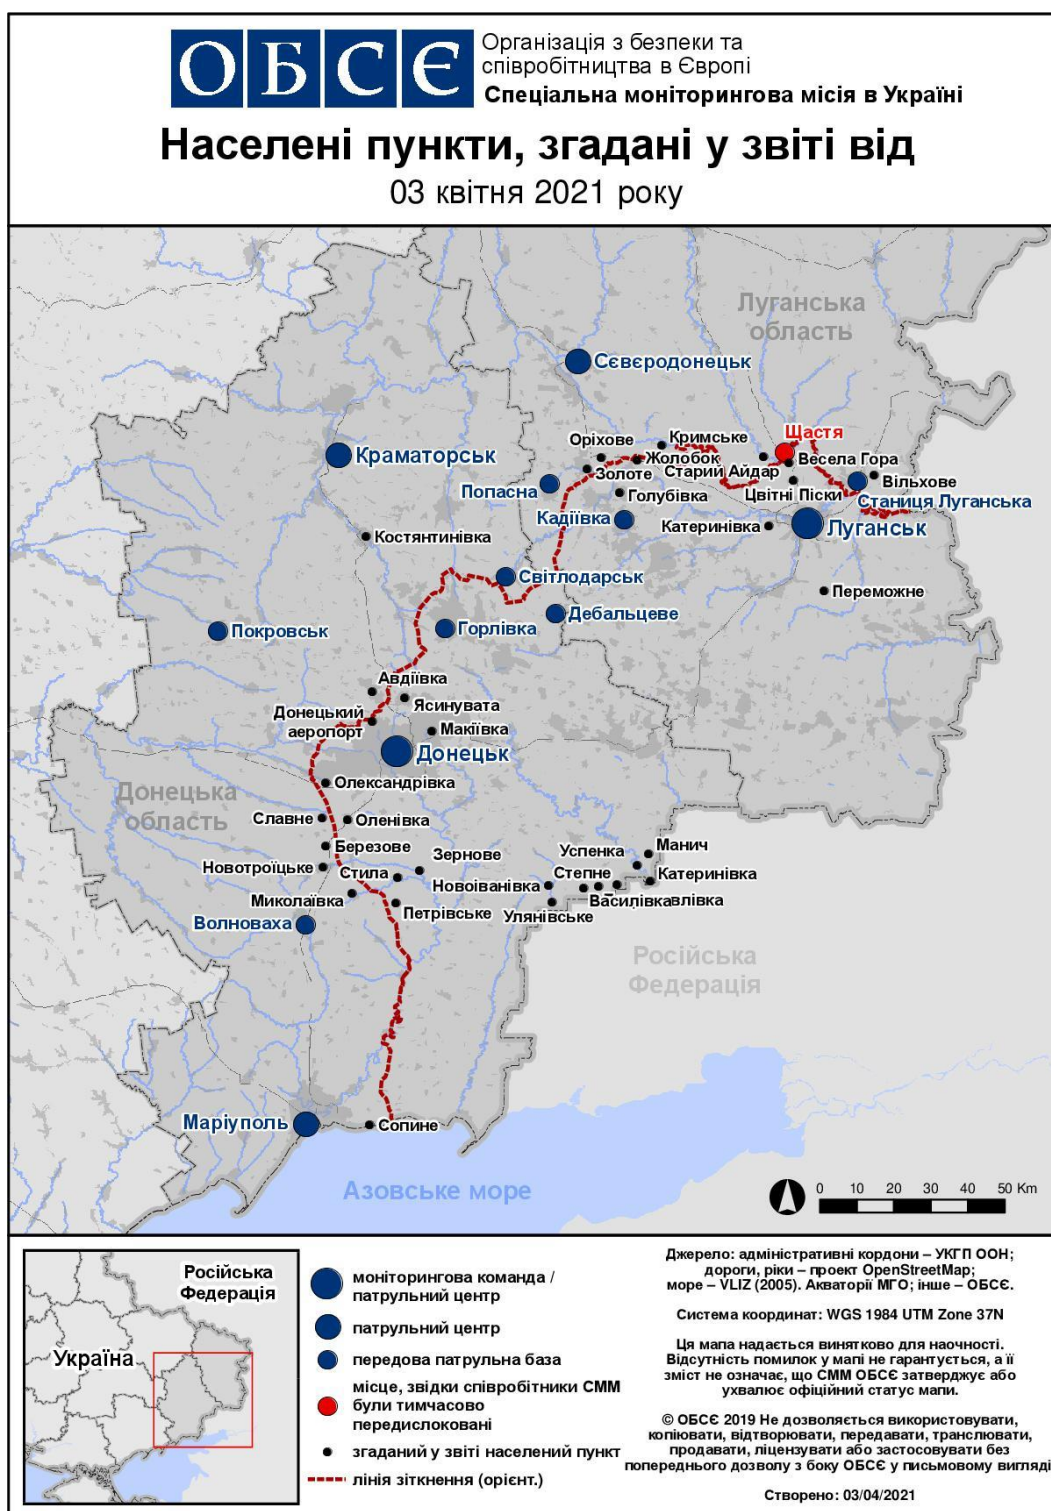 ОБСЄ
Організація з безпеки та
співробітництва в Європі
Спеціальна моніторингова місія в Україні
Населені пункти, згадані у звіті від
03 квітня 2021 року
Луганська
область
Сєвєродонецьк
Щастя
Оріхове
Кримське
Краматорськ
Жолобок
Весела Гора
Золоте
Старий Айдар
Вільхове
Попасна
Голубівка
Цвітні Піски
Станиця Луганська
Кадіївка
Катеринівка
Луганськ
Костянтинівка
Світлодарськ
Переможне
Дебальцеве
Покровськ
Горлівка
Авдіївка
Ясинувата
Донецький
аеропорт
Макіївка
Донецьк
Олександрівка
Донецька
область
Славне
Оленівка
Березове
Манич
Успенка
Зернове
Новотроїцьке
Стила
Степне
Катеринівка
Новоіванівка
Миколаївка
Василівка
влівка
Петрівське
Улянівське
Волноваха
Російська
Федерація
Маріуполь
Сопине
Азовське море
0 10 20 30 40 50 Km
Російська
Федерація
Україна
моніторингова команда /
патрульний центр
патрульний центр
передова патрульна база
місце, звідки співробітники СММ
були тимчасово
передислоковані
згаданий у звіті населений пункт
лінія зіткнення (орієнт.)
Джерело: адміністративні кордони – УКГП ООН;
дороги, ріки – проект OpenStreetMap;
море – VLIZ (2005). Акваторії МГО; інше – ОБСЄ.
Система координат: WGS 1984 UTM Zone 37N
Ця мапа надається винятково для наочності.
Відсутність помилок у мапі не гарантується, а її
зміст не означає, що СММ ОБСЄ затверджує або
ухвалює офіційний статус мапи.
© ОБСЄ 2019 Не дозволяється використовувати,
копіювати, відтворювати, передавати, транслювати,
продавати, ліцензувати або застосовувати без
попереднього дозволу з боку ОБСЄ у письмовому вигляді
Створено: 03/04/2021